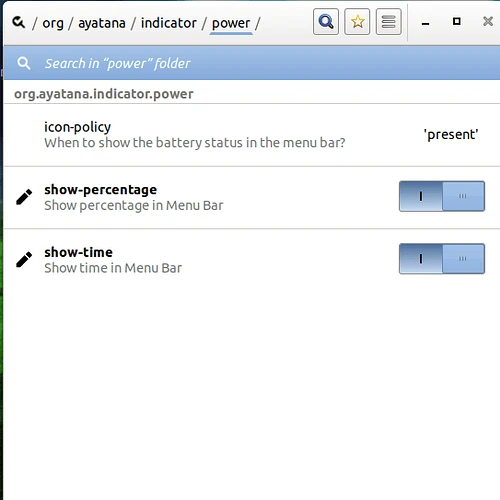 / org / ayatana / indicator / power /
Search in “power” folder
org.ayatana.indicator.power
icon-policy
When to show the battery status in the menu bar?
'present'
show-percentage
Show percentage in Menu Bar
show-time
Show time in Menu Bar